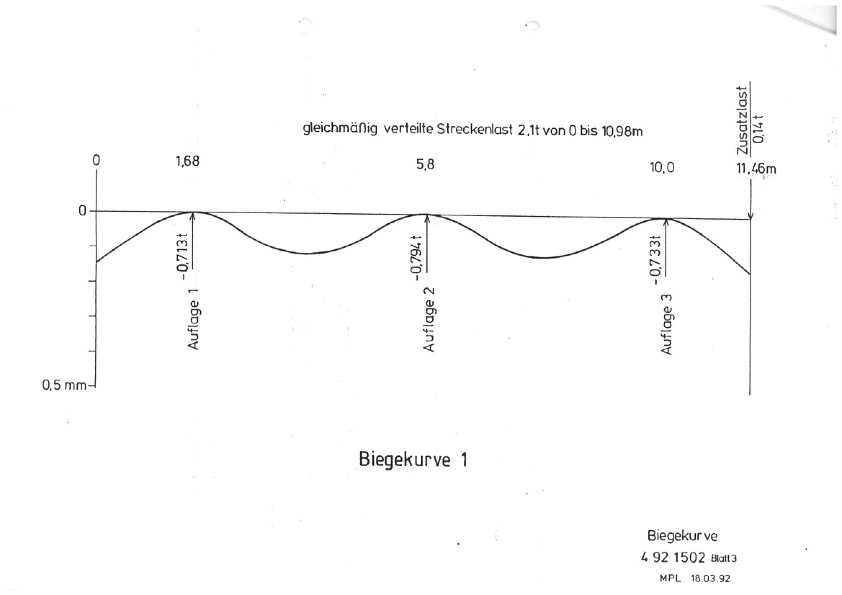 gleichmäßig verteilte Streckenlast 2,1t von 0 bis 10,98m
Zusatzlast
0,14 t
0
1,68
5,8
10,0
11,46m
0
-0,713t
-0,794t
-0,733t
Auflage 1
Auflage 2
Auflage 3
0,5 mm
Biegekurve 1
Biegekurve
4 92 1502 Blatt 3
MPL 18.03.92